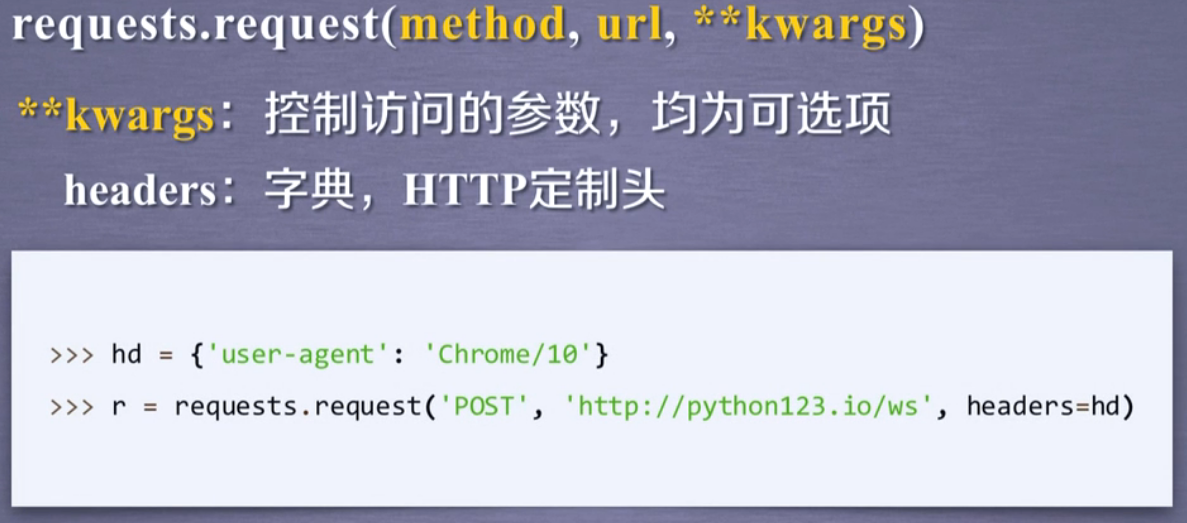 requests.request(method, url, **kwargs)
**kwargs：控制访问的参数，均为可选项
headers：字典，HTTP定制头
>>> hd = {'user-agent': 'Chrome/10'}
>>> r = requests.request('POST', 'http://python123.io/ws', headers=hd)